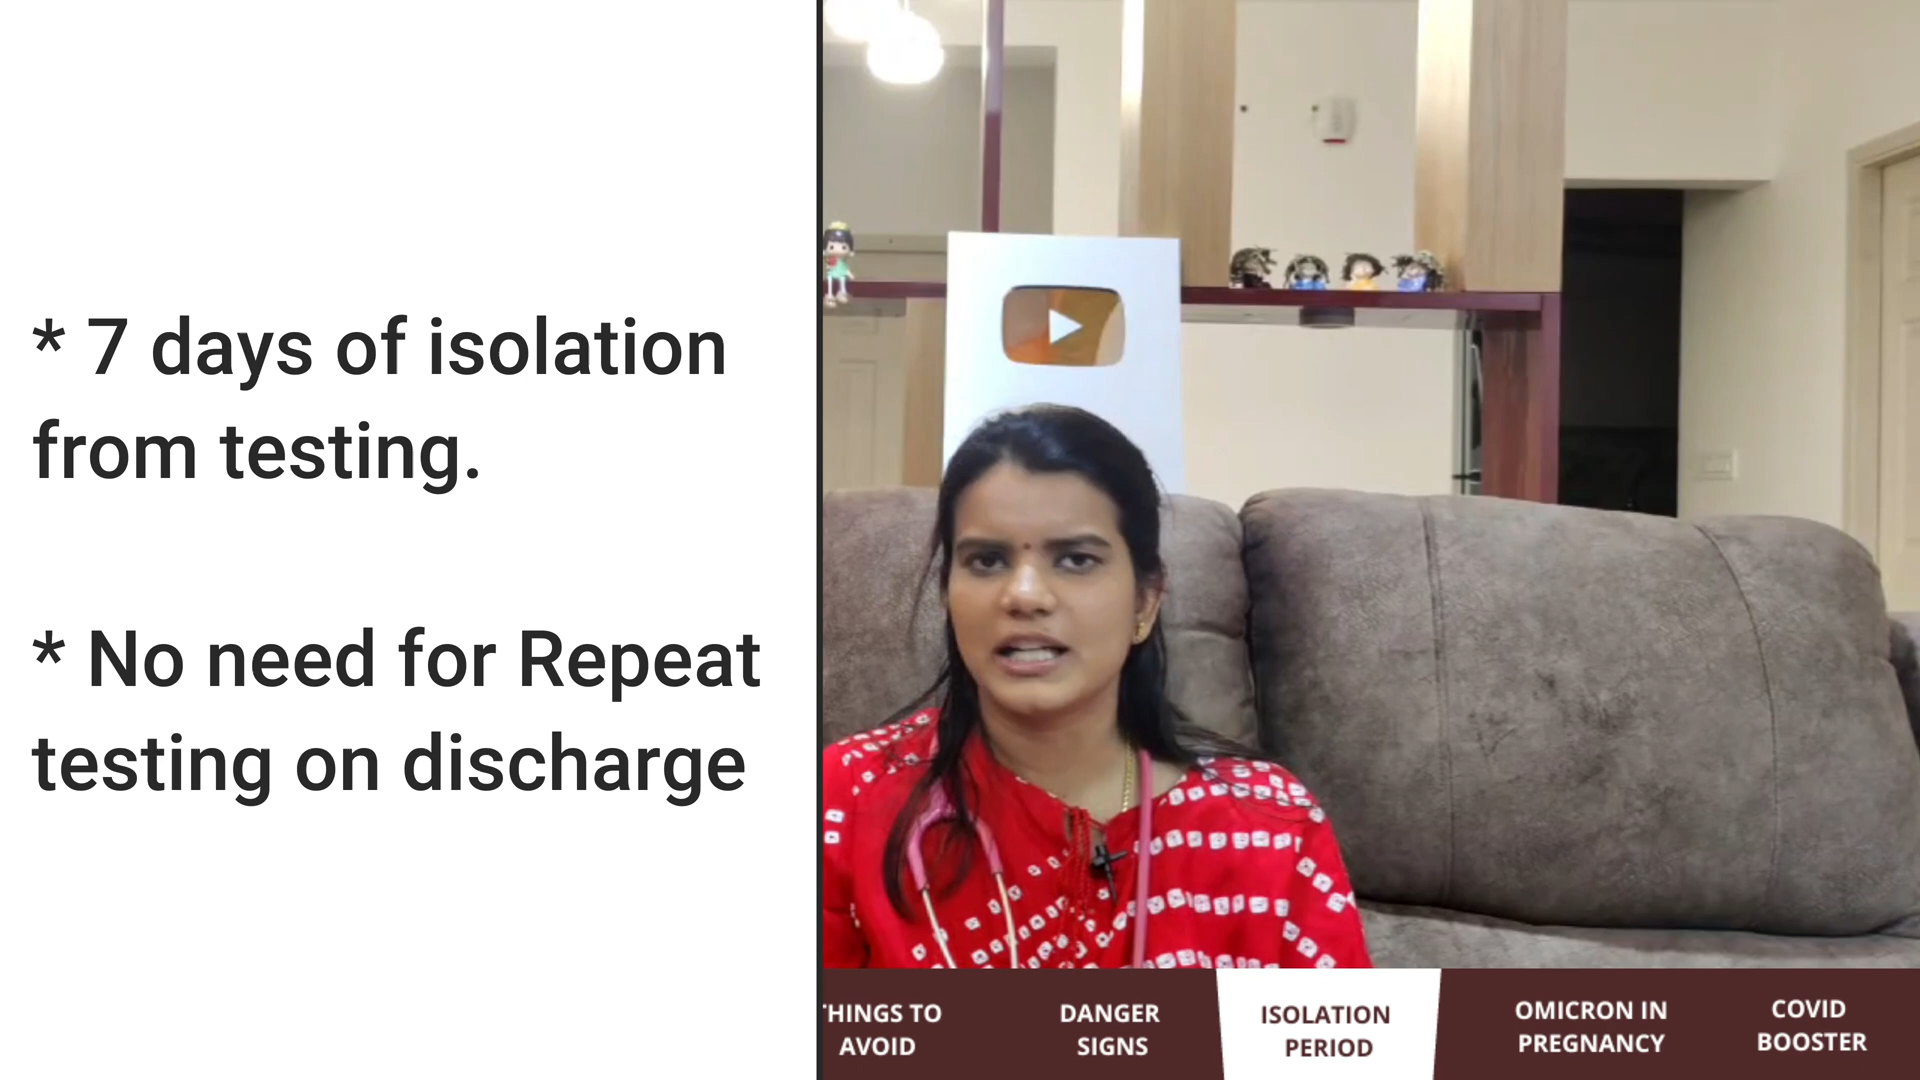 * 7 days of isolation
from testing.
* No need for Repeat
testing on discharge
THINGS TO
AVOID
DANGER
SIGNS
ISOLATION
PERIOD
OMICRON IN
PREGNANCY
COVID
BOOSTER